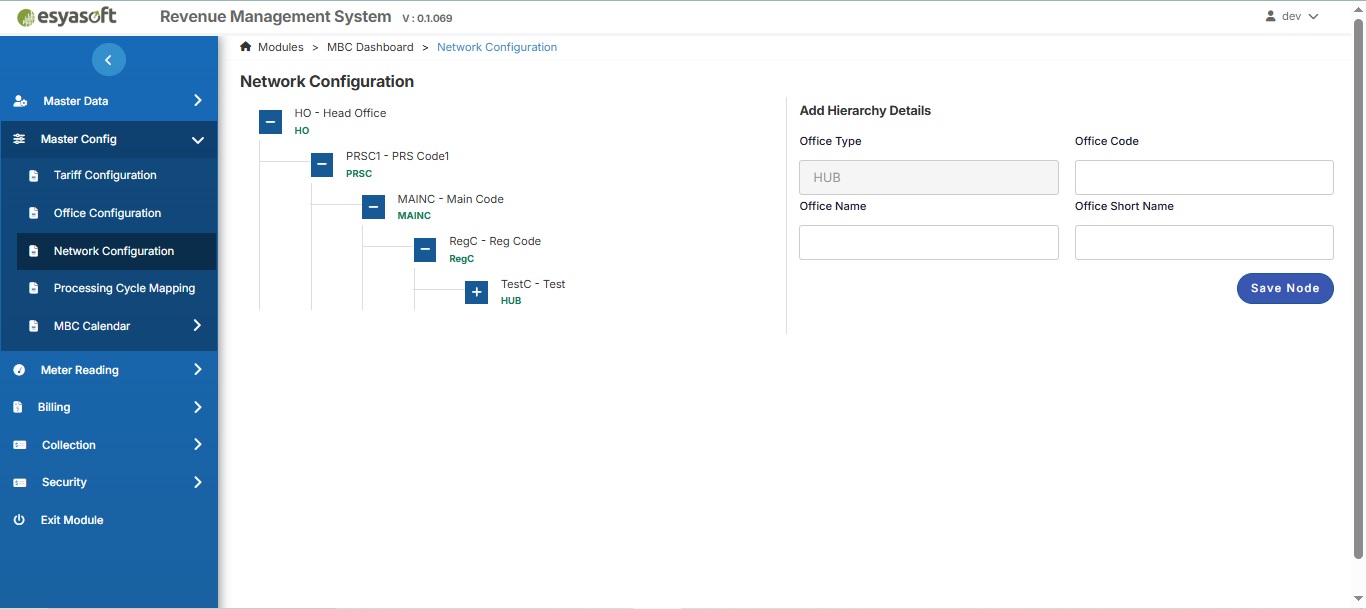 esyasoft
Revenue Management System V : 0.1.069
dev
Modules > MBC Dashboard > Network Configuration
Master Data
Master Config
Tariff Configuration
Office Configuration
Network Configuration
Processing Cycle Mapping
MBC Calendar
Meter Reading
Billing
Collection
Security
Exit Module
Network Configuration
HO - Head Office
HO
PRSC1 - PRS Code1
PRSC
MAINC - Main Code
MAINC
RegC - Reg Code
RegC
TestC - Test
HUB
Add Hierarchy Details
Office Type
Office Code
HUB
Office Name
Office Short Name
Save Node